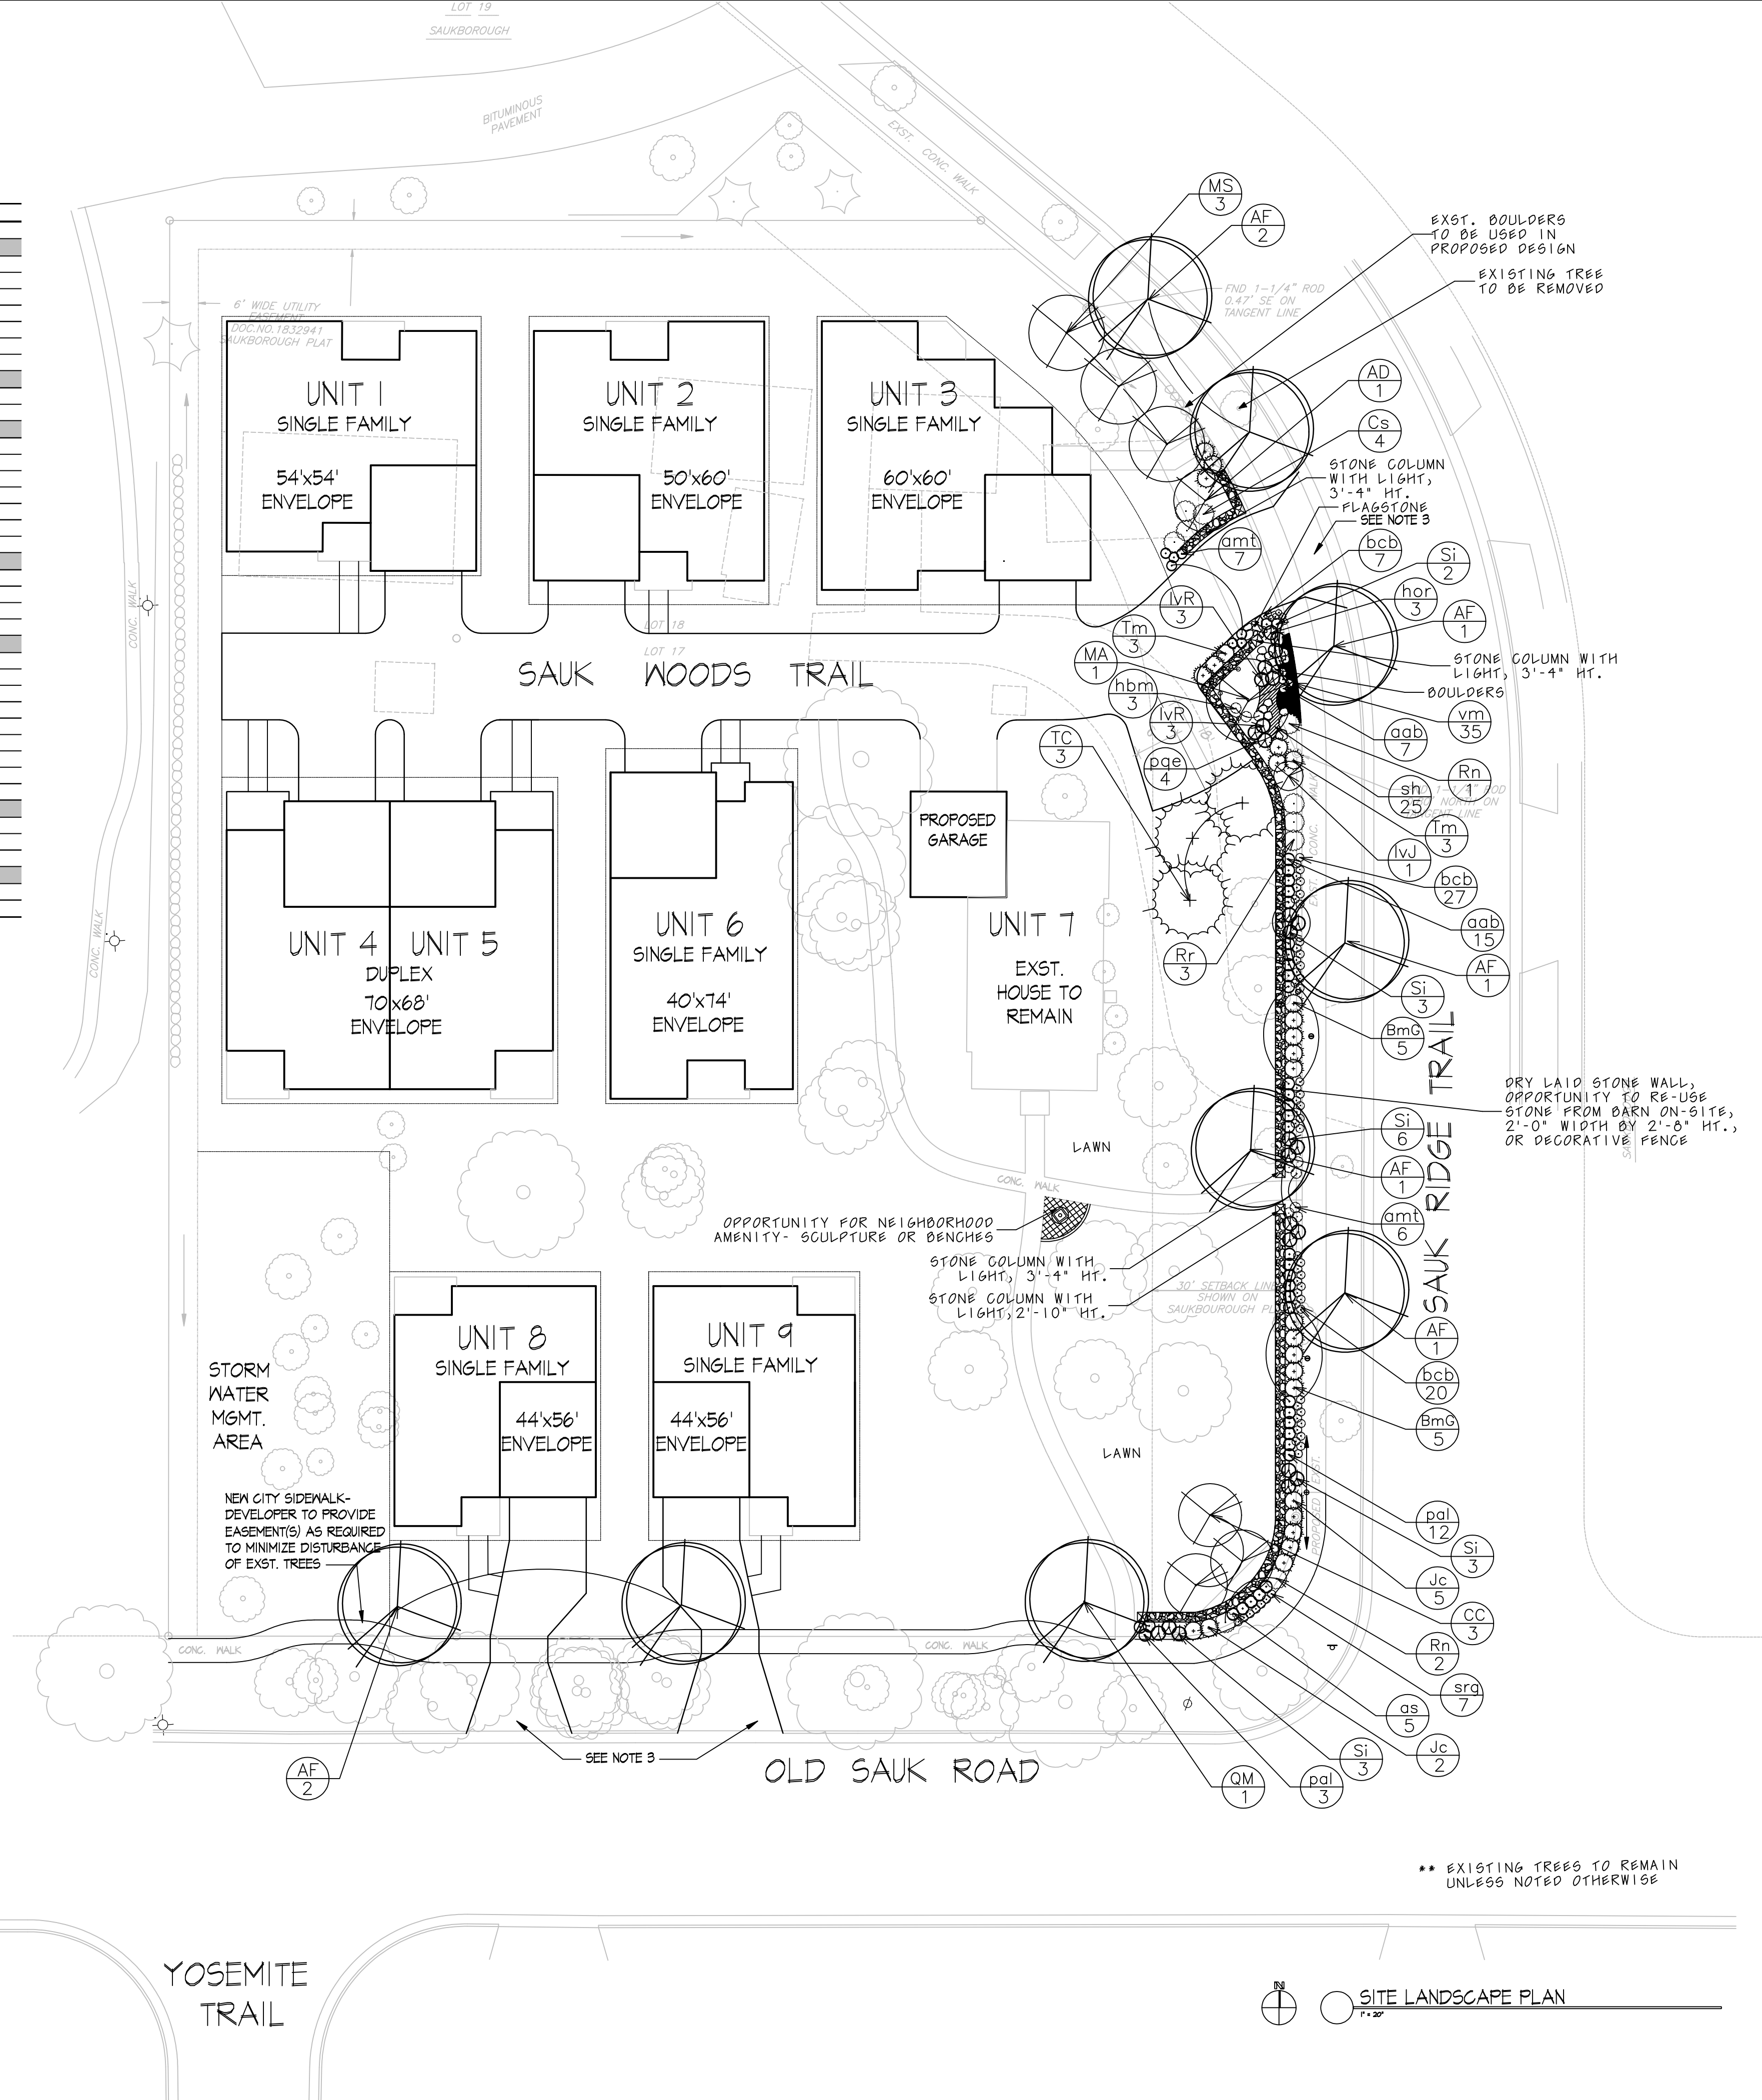 LOT 19
SAUKBOROUGH
BITUMINOUS
PAVEMENT
EXST. CONC. WALK
MS
3
AF
2
EXST. BOULDERS
TO BE USED IN
PROPOSED DESIGN
EXISTING TREE
TO BE REMOVED
FND 1-1/4" ROD
0.47' SE ON
TANGENT LINE
6' WIDE UTILITY
EASEMENT
DOC.NO.1832941
SAUKBOROUGH PLAT
UNIT 1
SINGLE FAMILY
54'x54'
ENVELOPE
UNIT 2
SINGLE FAMILY
50'x60'
ENVELOPE
UNIT 3
SINGLE FAMILY
60'x60'
ENVELOPE
AD
1
Cs
4
STONE COLUMN
WITH LIGHT,
3'-4" HT.
FLAGSTONE
SEE NOTE 3
amt
7
bcb
7
Si
2
hor
3
AF
1
IvR
3
Tm
3
MA
1
hbm
3
IvR
3
TC
3
pqe
4
STONE COLUMN WITH
LIGHT, 3'-4" HT.
BOULDERS
vm
35
aab
7
Rn
1
sh
25
Tm
3
IvJ
1
bcb
27
aab
15
AF
1
Si
3
BmG
5
Rr
3
CONC. WALK
LOT 18
LOT 17
SAUK WOODS TRAIL
CONC. WALK
PROPOSED
GARAGE
UNIT 4
UNIT 5
DUPLEX
70'x68'
ENVELOPE
UNIT 6
SINGLE FAMILY
40'x74'
ENVELOPE
UNIT 7
EXST.
HOUSE TO
REMAIN
SAUK RIDGE TRAIL
DRY LAID STONE WALL,
OPPORTUNITY TO RE-USE
STONE FROM BARN ON-SITE,
2'-0" WIDTH BY 2'-8" HT.,
OR DECORATIVE FENCE
Si
6
AF
1
amt
6
LAWN
CONC. WALK
OPPORTUNITY FOR NEIGHBORHOOD
AMENITY- SCULPTURE OR BENCHES
STONE COLUMN WITH
LIGHT, 3'-4" HT.
STONE COLUMN WITH
LIGHT, 2'-10" HT.
30' SETBACK LINE
SHOWN ON
AF
1
bcb
20
BmG
5
UNIT 8
SINGLE FAMILY
44'x56'
ENVELOPE
UNIT 9
SINGLE FAMILY
44'x56'
ENVELOPE
STORM
WATER
MGMT.
AREA
LAWN
NEW CITY SIDEWALK-
DEVELOPER TO PROVIDE
EASEMENT(S) AS REQUIRED
TO MINIMIZE DISTURBANCE
OF EXST. TREES
PROPOSED EXST.
pal
12
Si
3
Jc
5
CC
3
Rn
2
srg
7
as
5
Jc
2
Si
3
pal
3
QM
1
CONC. WALK
CONC. WALK
AF
2
SEE NOTE 3
OLD SAUK ROAD
** EXISTING TREES TO REMAIN
UNLESS NOTED OTHERWISE
YOSEMITE
TRAIL
N
SITE LANDSCAPE PLAN
1" = 20'